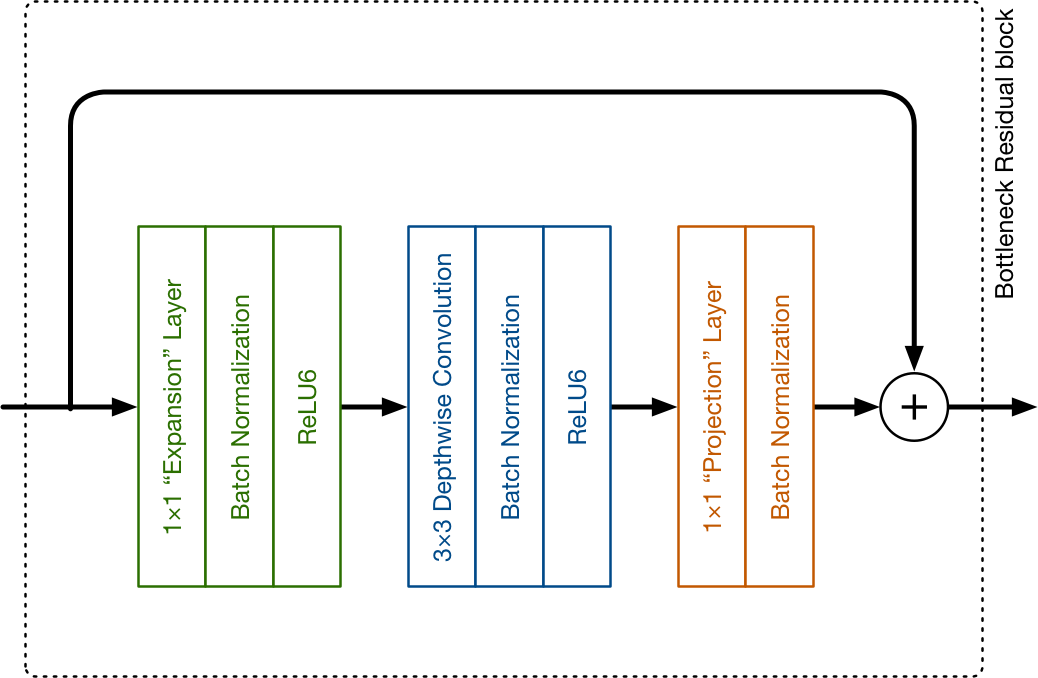 Bottleneck Residual block
1×1 “Expansion” Layer
Batch Normalization
ReLU6
3×3 Depthwise Convolution
Batch Normalization
ReLU6
1×1 “Projection” Layer
Batch Normalization
+